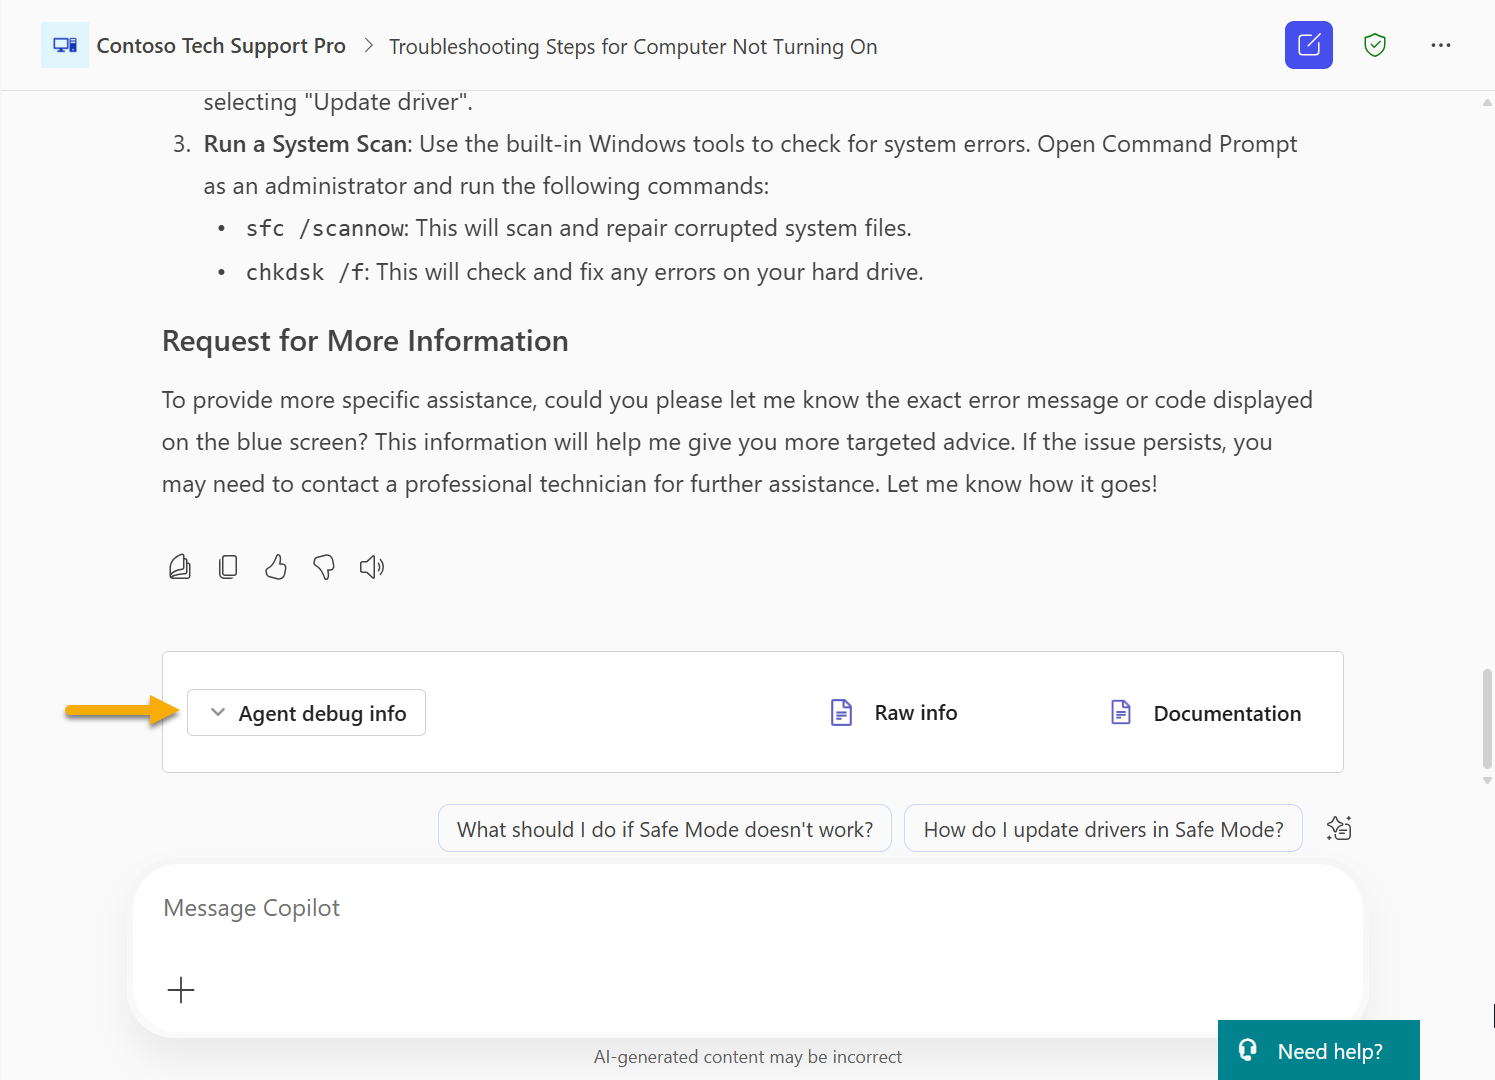 Contoso Tech Support Pro > Troubleshooting Steps for Computer Not Turning On
selecting "Update driver".
3. Run a System Scan: Use the built-in Windows tools to check for system errors. Open Command Prompt
as an administrator and run the following commands:
• sfc /scannow: This will scan and repair corrupted system files.
• chkdsk /f: This will check and fix any errors on your hard drive.
Request for More Information
To provide more specific assistance, could you please let me know the exact error message or code displayed
on the blue screen? This information will help me give you more targeted advice. If the issue persists, you
may need to contact a professional technician for further assistance. Let me know how it goes!
Agent debug info Raw info Documentation
What should I do if Safe Mode doesn't work? How do I update drivers in Safe Mode?
Message Copilot
AI-generated content may be incorrect
Need help?